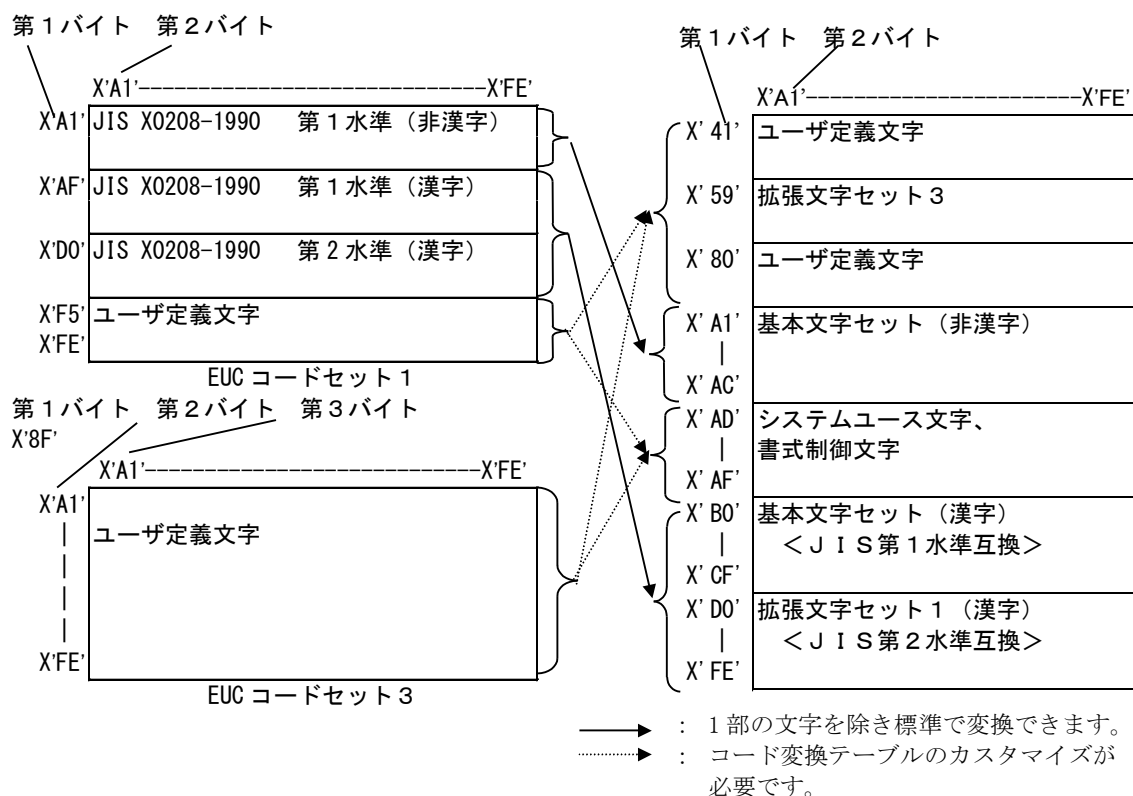 第1バイト 第2バイト
X'A1'-----------------------------X'FE'
X'A1' JIS X0208-1990 第1水準（非漢字）
X'AF' JIS X0208-1990 第1水準（漢字）
X'D0' JIS X0208-1990 第2水準（漢字）
X'F5' ユーザ定義文字
X'FE'
EUCコードセット1
第1バイト 第2バイト 第3バイト
X'8F'
X'A1'----------------------------X'FE'
X'A1'
ユーザ定義文字
X'FE'
EUCコードセット3
第1バイト 第2バイト
X'A1'-----------------------X'FE'
X'41' ユーザ定義文字
X'59' 拡張文字セット3
X'80' ユーザ定義文字
X'A1' 基本文字セット（非漢字）
|
X'AC'
X'AD' システムユース文字、
| 書式制御文字
X'AF'
X'B0' 基本文字セット（漢字）
| ＜ＪＩＳ第1水準互換＞
X'CF'
X'D0' 拡張文字セット1（漢字）
| ＜ＪＩＳ第2水準互換＞
X'FE'
： 1部の文字を除き標準で変換できます。
： コード変換テーブルのカスタマイズが
必要です。